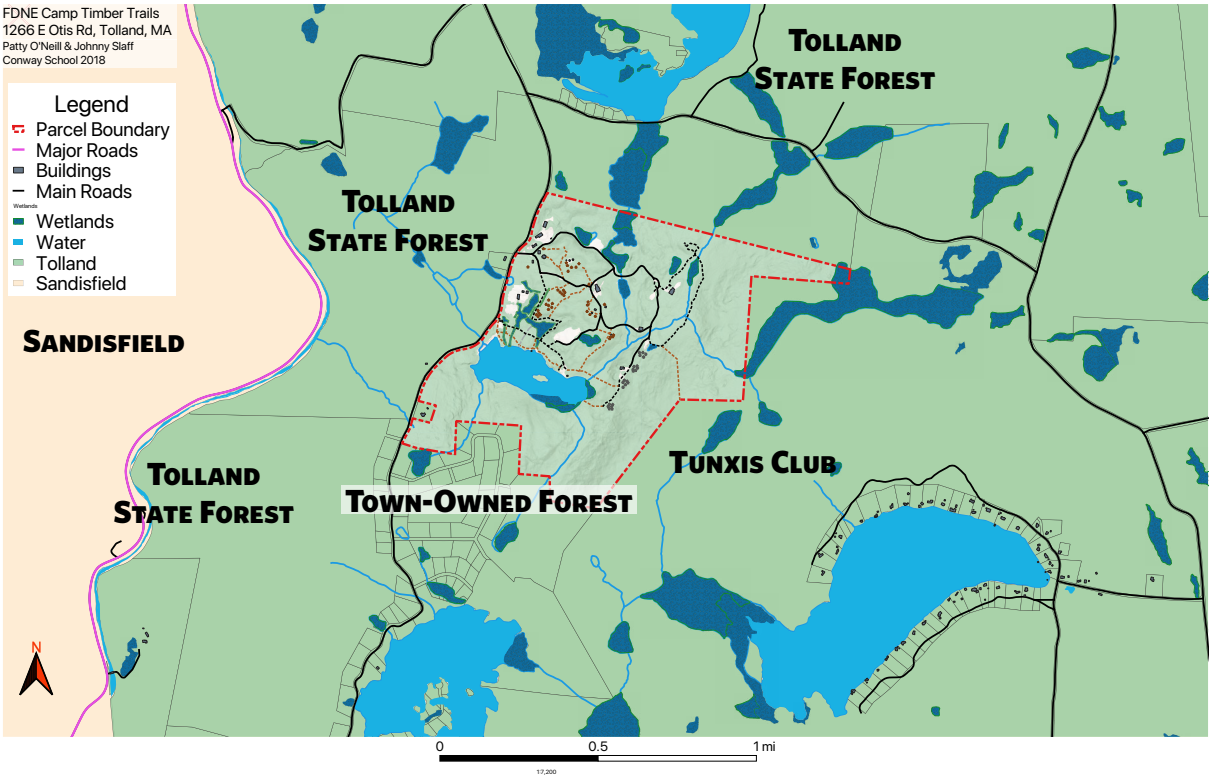 FDNE Camp Timber Trails
1266 E Otis Rd, Tolland, MA
Patty O'Neill & Johnny Slaff
Conway School 2018
Legend
Parcel Boundary
Major Roads
Buildings
Main Roads
Wetlands
Wetlands
Water
Tolland
Sandisfield
TOLLAND
STATE FOREST
TOLLAND
STATE FOREST
SANDISFIELD
TOLLAND
STATE FOREST
TUNXIS CLUB
TOWN-OWNED FOREST
N
0 0.5 1 mi
1:7,200